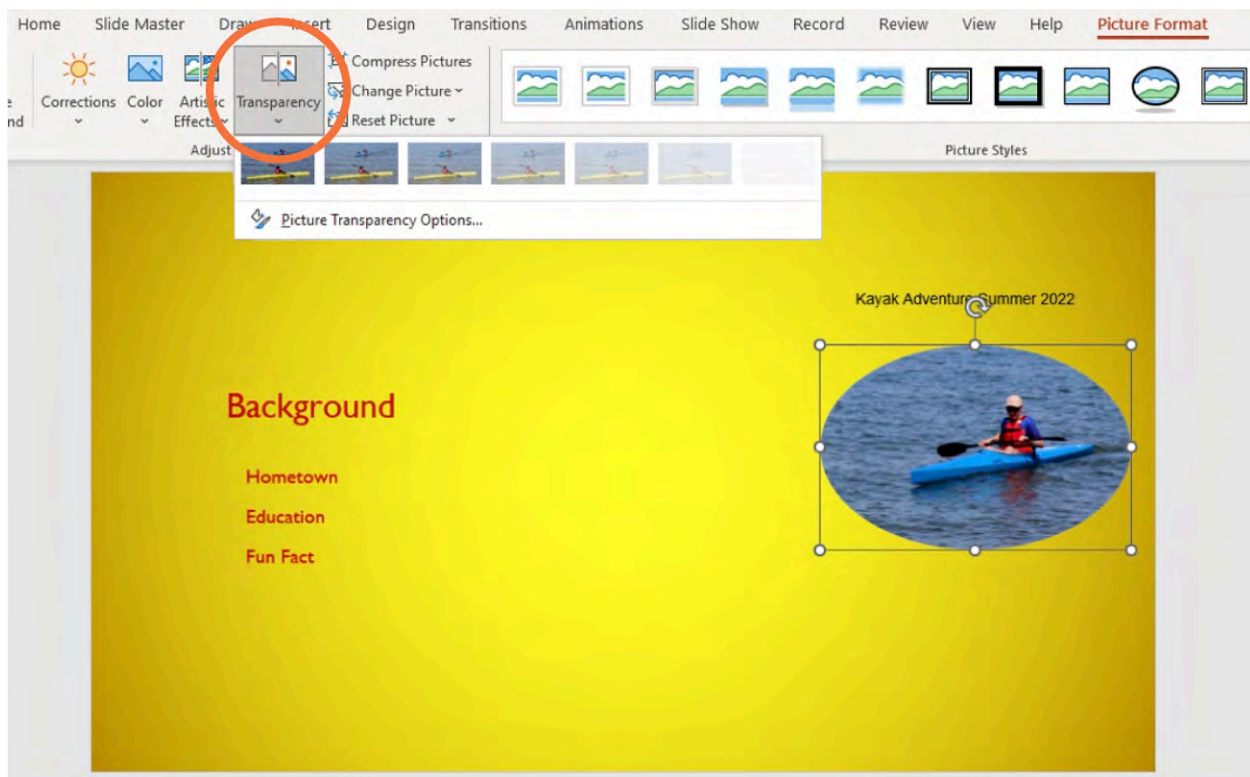 Home Slide Master Draw Insert Design Transitions Animations Slide Show Record Review View Help Picture Format
Corrections Color Artistic Effects Transparency
Compress Pictures
Change Picture
Reset Picture
Adjust
Picture Styles
Picture Transparency Options...
Kayak Adventure Summer 2022
Background
Hometown
Education
Fun Fact